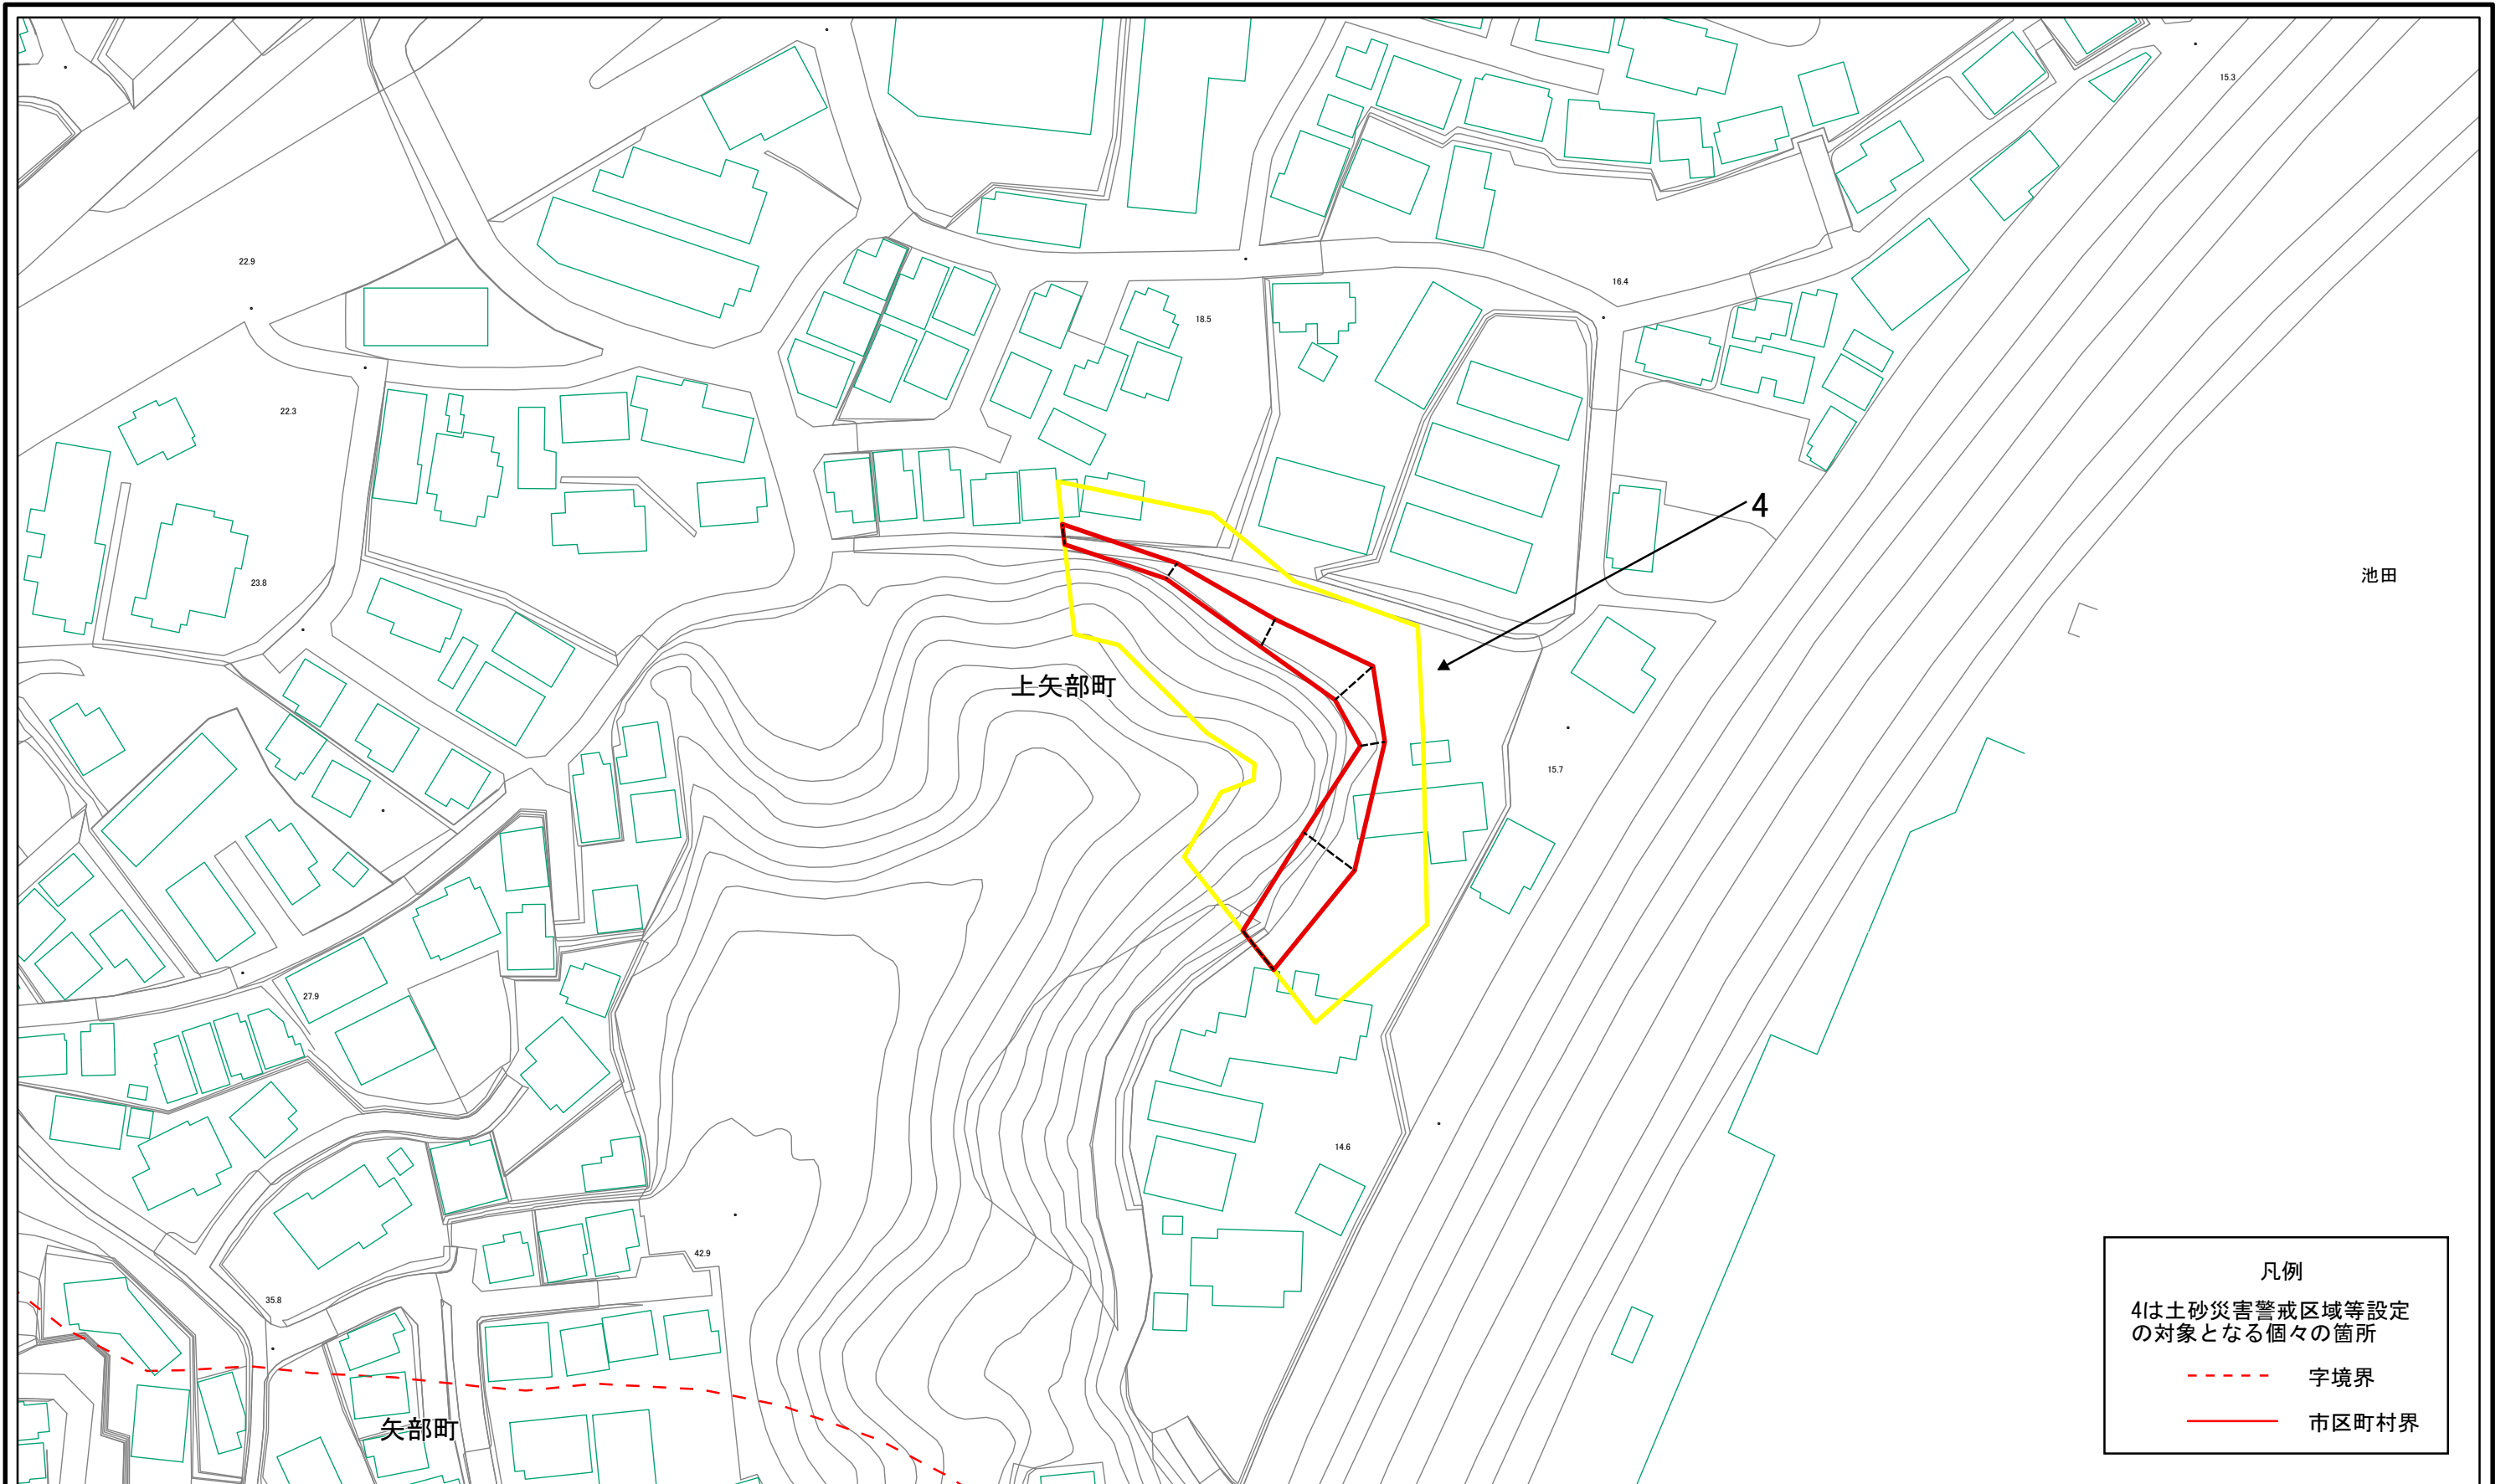 15.3
22.9
16.4
18.5
22.3
4
池田
23.8
上矢部町
15.7
27.9
14.6
42.9
35.8
矢部町
凡例
4は土砂災害警戒区域等設定
の対象となる個々の箇所
字境界
市区町村界